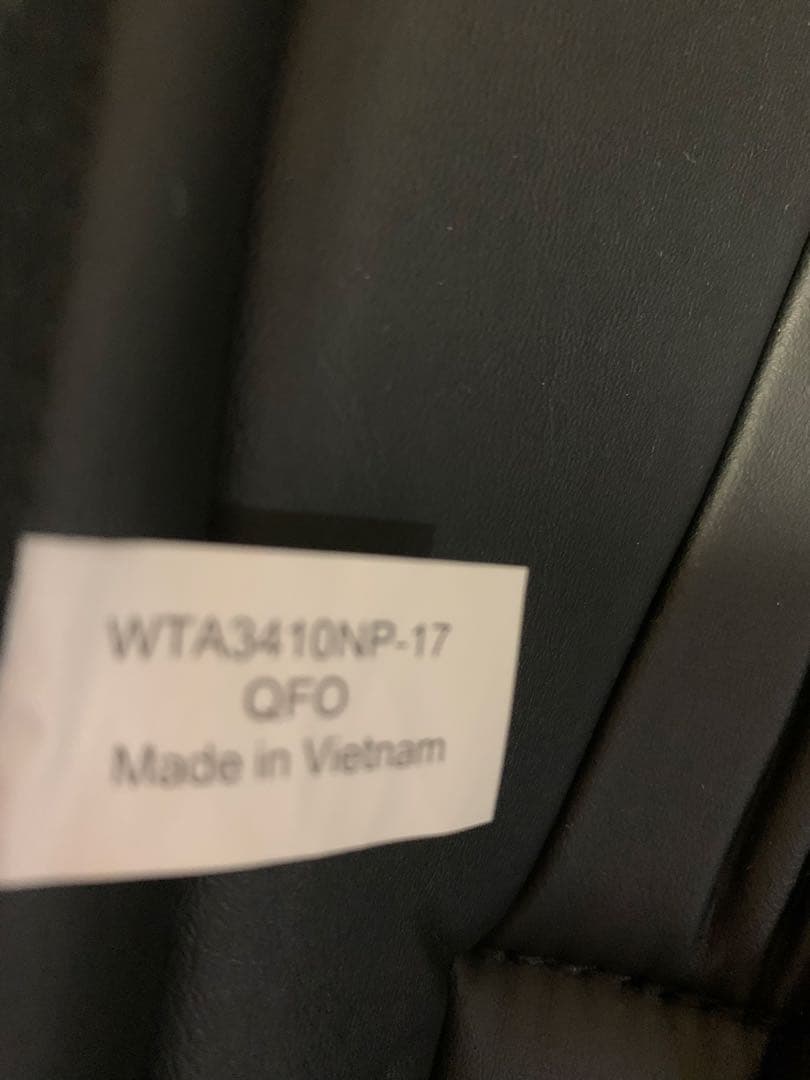 WTA3410NP-17
QFO
Made in Vietnam